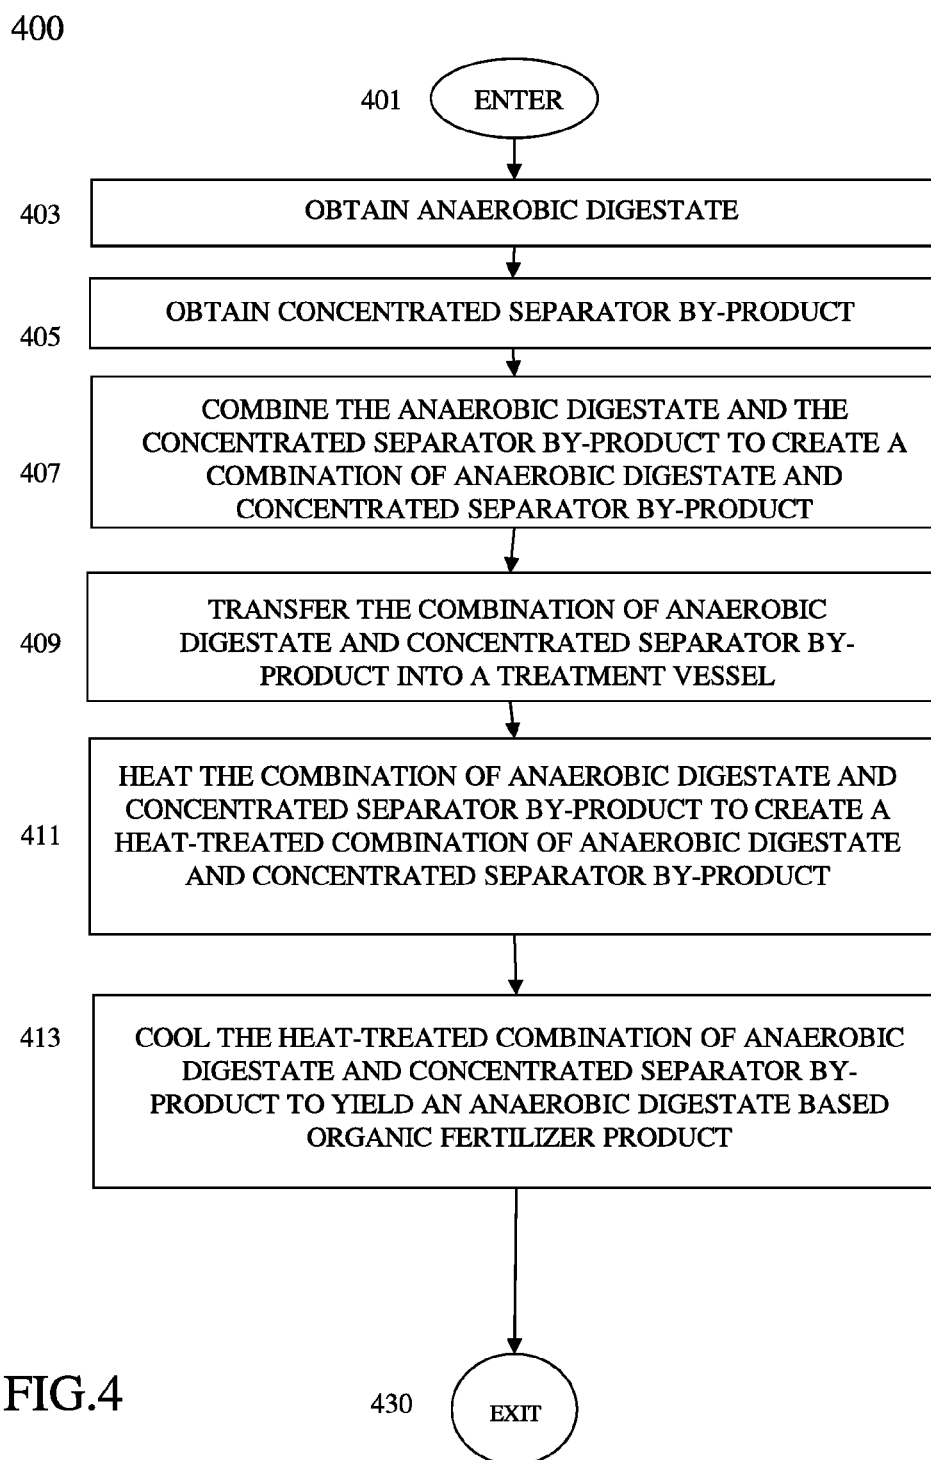 400
401
ENTER
403
OBTAIN ANAEROBIC DIGESTATE
405
OBTAIN CONCENTRATED SEPARATOR BY-PRODUCT
407
COMBINE THE ANAEROBIC DIGESTATE AND THE
CONCENTRATED SEPARATOR BY-PRODUCT TO CREATE A
COMBINATION OF ANAEROBIC DIGESTATE AND
CONCENTRATED SEPARATOR BY-PRODUCT
409
TRANSFER THE COMBINATION OF ANAEROBIC
DIGESTATE AND CONCENTRATED SEPARATOR BY-
PRODUCT INTO A TREATMENT VESSEL
411
HEAT THE COMBINATION OF ANAEROBIC DIGESTATE AND
CONCENTRATED SEPARATOR BY-PRODUCT TO CREATE A
HEAT-TREATED COMBINATION OF ANAEROBIC DIGESTATE
AND CONCENTRATED SEPARATOR BY-PRODUCT
413
COOL THE HEAT-TREATED COMBINATION OF ANAEROBIC
DIGESTATE AND CONCENTRATED SEPARATOR BY-
PRODUCT TO YIELD AN ANAEROBIC DIGESTATE BASED
ORGANIC FERTILIZER PRODUCT
FIG.4
430
EXIT